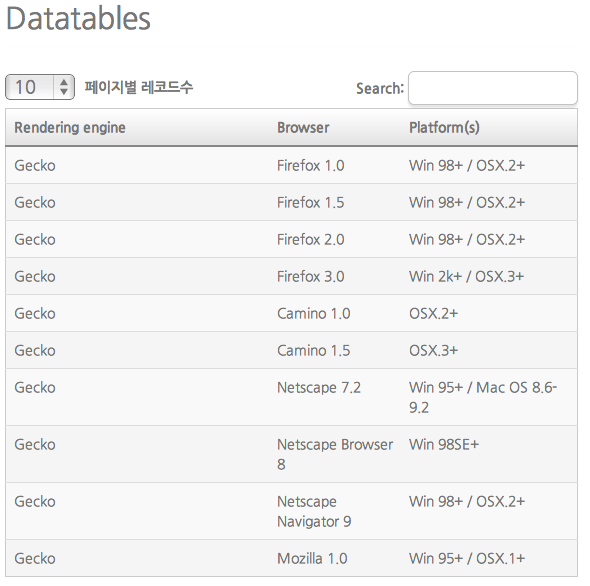 Datatables
10 페이지별 레코드수 Search:
Rendering engine Browser Platform(s)
Gecko Firefox 1.0 Win 98+ / OSX.2+
Gecko Firefox 1.5 Win 98+ / OSX.2+
Gecko Firefox 2.0 Win 98+ / OSX.2+
Gecko Firefox 3.0 Win 2k+ / OSX.3+
Gecko Camino 1.0 OSX.2+
Gecko Camino 1.5 OSX.3+
Gecko Netscape 7.2 Win 95+ / Mac OS 8.6-
9.2
Gecko Netscape Browser Win 98SE+
8
Gecko Netscape Win 98+ / OSX.2+
Navigator 9
Gecko Mozilla 1.0 Win 95+ / OSX.1+